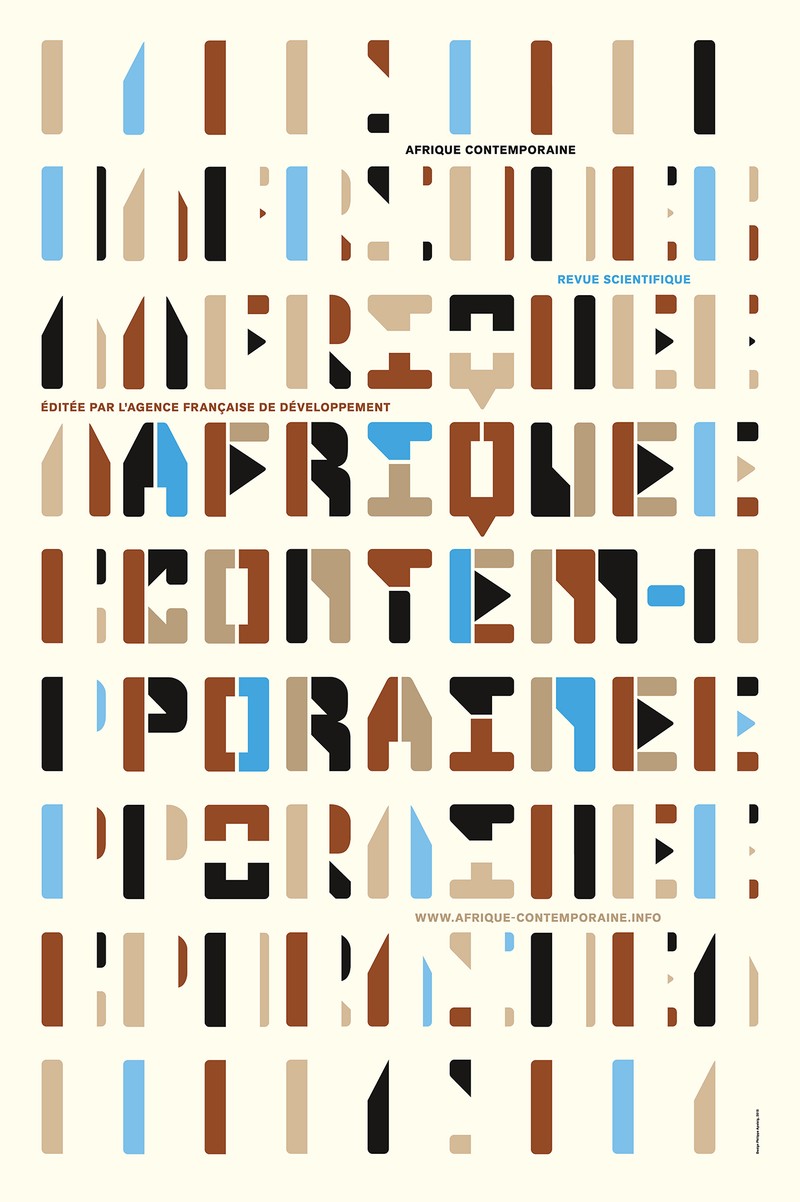 AFRIQUE CONTEMPORAINE
REVUE SCIENTIFIQUE
ÉDITÉE PAR L'AGENCE FRANÇAISE DE DÉVELOPPEMENT
AFRIQUE
CONTEM-
PORAINE
WWW.AFRIQUE-CONTEMPORAINE.INFO